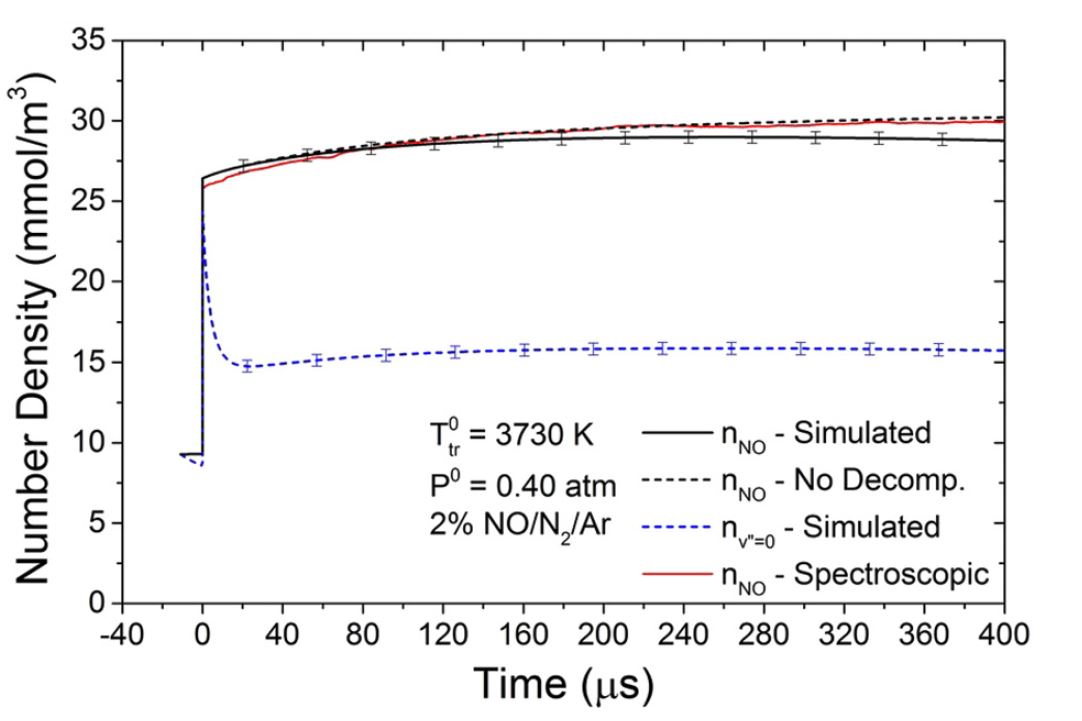 Number Density (mmol/m³)
35
30
25
20
15
10
5
0
T⁰tr = 3730 K
P⁰ = 0.40 atm
2% NO/N₂/Ar
nNO - Simulated
nNO - No Decomp.
nv"=0 - Simulated
nNO - Spectroscopic
-40 0 40 80 120 160 200 240 280 320 360 400
Time (μs)